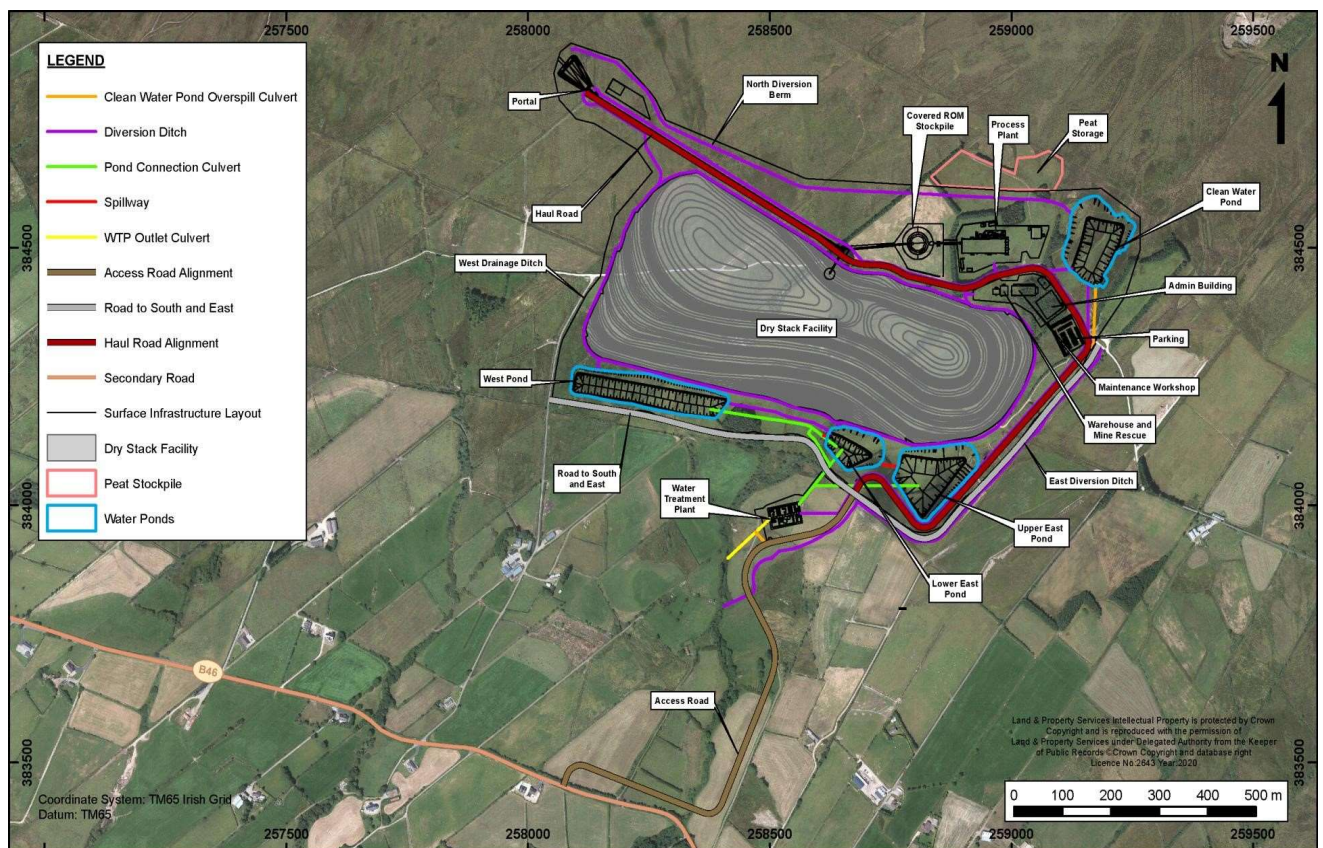 257500
258000
258500
259000
259500
LEGEND
Clean Water Pond Overspill Culvert
Diversion Ditch
Pond Connection Culvert
Spillway
WTP Outlet Culvert
Access Road Alignment
Road to South and East
Haul Road Alignment
Secondary Road
Surface Infrastructure Layout
Dry Stack Facility
Peat Stockpile
Water Ponds
N
Portal
North Diversion
Berm
Covered ROM
Stockpile
Process
Plant
Peat
Storage
Clean Water
Pond
Haul Road
384500
384500
West Drainage Ditch
Admin Building
Dry Stack Facility
Parking
West Pond
Maintenance Workshop
Warehouse and
Mine Rescue
Road to South
and East
East Diversion Ditch
Water
Treatment
Plant
384000
384000
Upper East
Pond
Lower East
Pond
B46
Access Road
Land & Property Services Intellectual Property is protected by Crown
Copyright and is reproduced with the permission of
Land & Property Services under Delegated Authority from the Keeper
of Public Records ©Crown Copyright and database right
Licence No.2643 Year:2020
383500
383500
Coordinate System: TM65 Irish Grid
Datum: TM65
0 100 200 300 400 500 m
257500
258000
258500
259000
259500